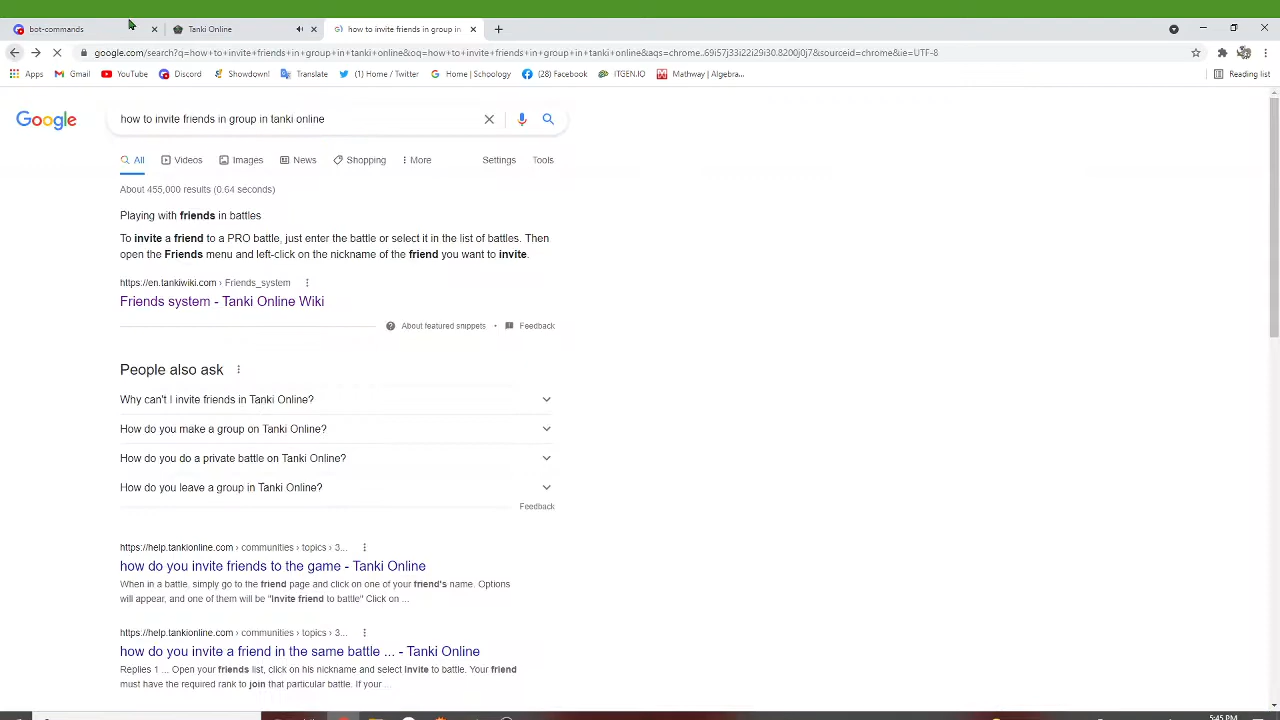 bot-commands
Tanki Online
how to invite friends in group in
google.com/search?q=how+to+invite+friends+in+group+in+tanki+online&oq=how+to+invite+friends+in+group+in+tanki+online&aqs=chrome..69i57j33i22i29i30.8200j0j7&sourceid=chrome&ie=UTF-8
Apps Gmail YouTube Discord Showdown! Translate (1) Home / Twitter Home | Schoology (28) Facebook ITGEN.IO Mathway | Algebra... Reading list
Google
how to invite friends in group in tanki online
All Videos Images News Shopping More Settings Tools
About 455,000 results (0.64 seconds)
Playing with friends in battles
To invite a friend to a PRO battle, just enter the battle or select it in the list of battles. Then
open the Friends menu and left-click on the nickname of the friend you want to invite.
https://en.tankiwiki.com › Friends_system
Friends system - Tanki Online Wiki
About featured snippets • Feedback
People also ask
Why can't I invite friends in Tanki Online?
How do you make a group on Tanki Online?
How do you do a private battle on Tanki Online?
How do you leave a group in Tanki Online?
Feedback
https://help.tankionline.com › communities › topics › 3...
how do you invite friends to the game - Tanki Online
When in a battle, simply go to the friend page and click on one of your friend's name. Options
will appear, and one of them will be "Invite friend to battle" Click on ...
https://help.tankionline.com › communities › topics › 3...
how do you invite a friend in the same battle ... - Tanki Online
Replies 1 ... Open your friends list, click on his nickname and select Invite to battle. Your friend
must have the required rank to join that particular battle. If your ...
5:45 PM